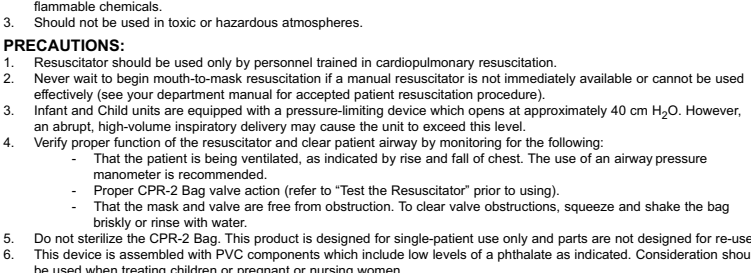 flammable chemicals.
3. Should not be used in toxic or hazardous atmospheres.
PRECAUTIONS:
1. Resuscitator should be used only by personnel trained in cardiopulmonary resuscitation.
2. Never wait to begin mouth-to-mask resuscitation if a manual resuscitator is not immediately available or cannot be used
effectively (see your department manual for accepted patient resuscitation procedure).
3. Infant and Child units are equipped with a pressure-limiting device which opens at approximately 40 cm H₂O. However,
an abrupt, high-volume inspiratory delivery may cause the unit to exceed this level.
4. Verify proper function of the resuscitator and clear patient airway by monitoring for the following:
- That the patient is being ventilated, as indicated by rise and fall of chest. The use of an airway pressure
manometer is recommended.
- Proper CPR-2 Bag valve action (refer to “Test the Resuscitator” prior to using).
- That the mask and valve are free from obstruction. To clear valve obstructions, squeeze and shake the bag
briskly or rinse with water.
5. Do not sterilize the CPR-2 Bag. This product is designed for single-patient use only and parts are not designed for re-use
6. This device is assembled with PVC components which include low levels of a phthalate as indicated. Consideration shou
be used when treating children or pregnant or nursing women.